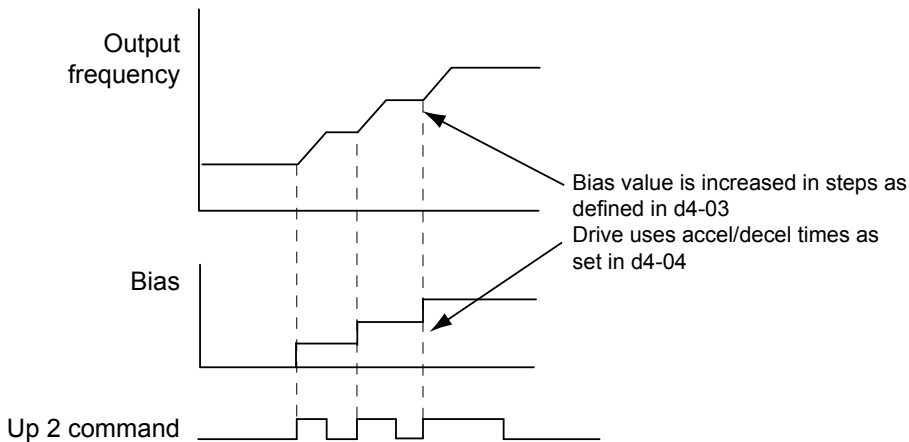 Output
frequency
Bias value is increased in steps as
defined in d4-03
Drive uses accel/decel times as
set in d4-04
Bias
Up 2 command